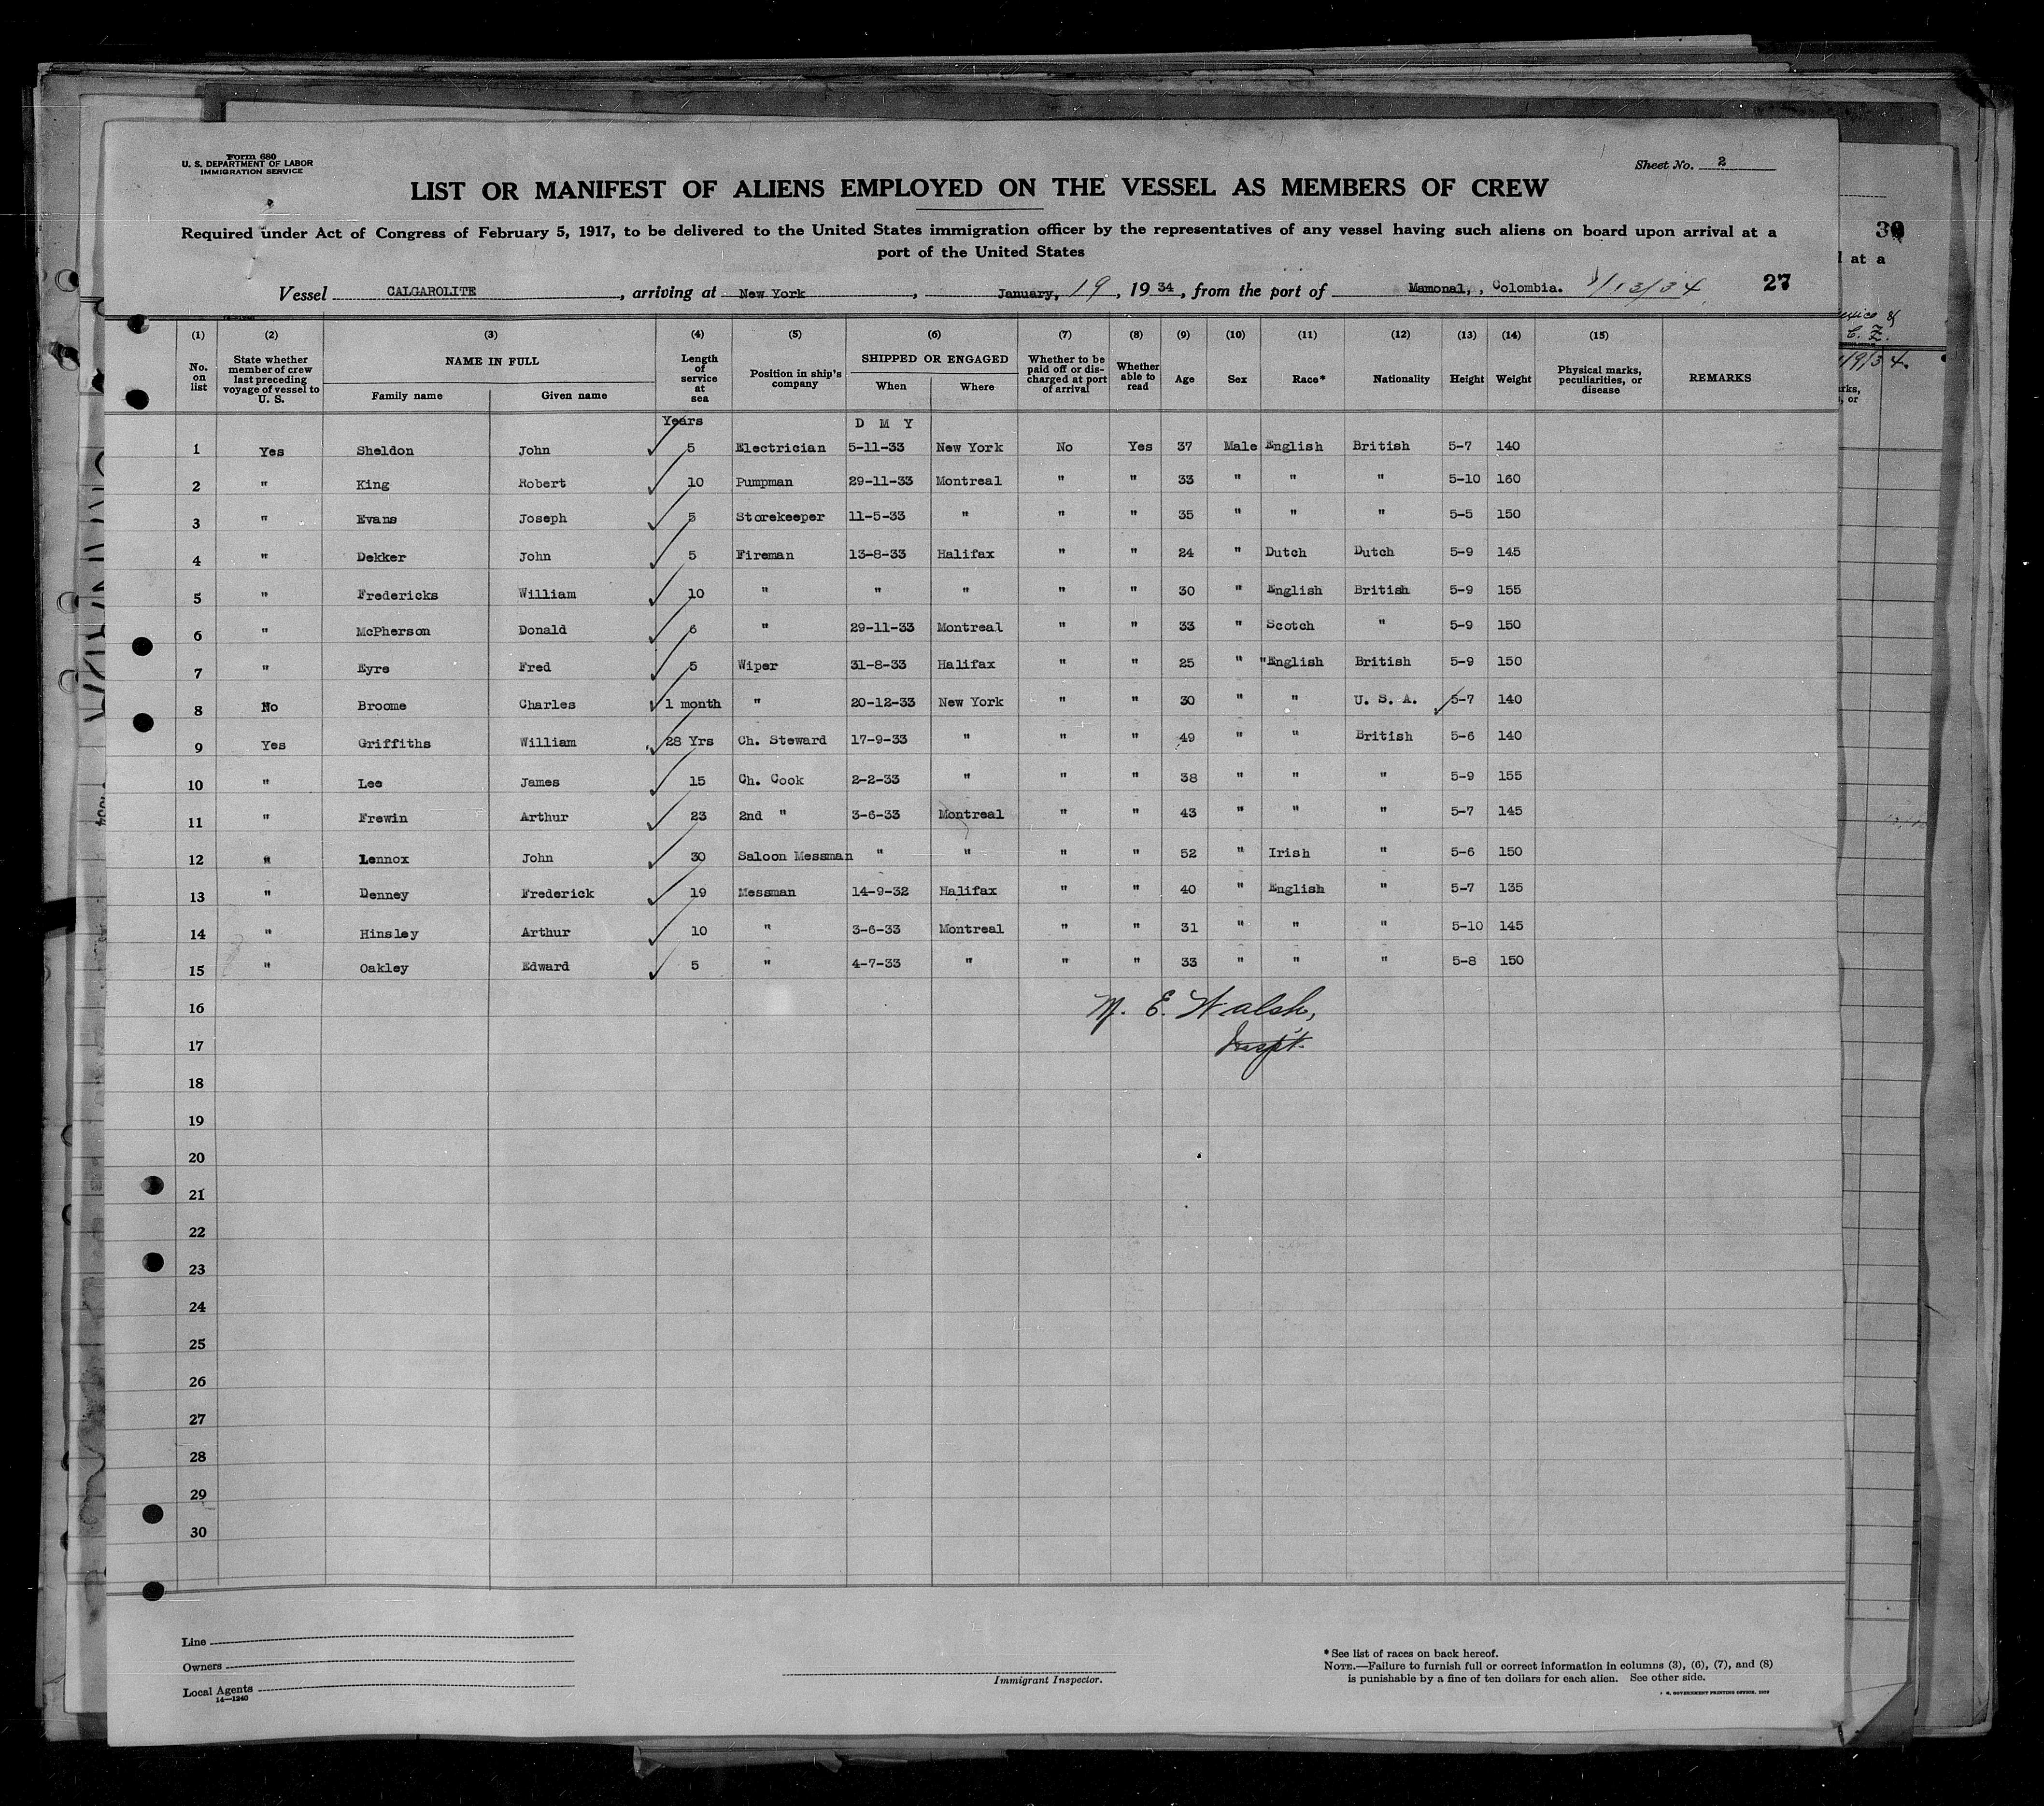 Form 680
U. S. DEPARTMENT OF LABOR
IMMIGRATION SERVICE
Sheet No. 2
LIST OR MANIFEST OF ALIENS EMPLOYED ON THE VESSEL AS MEMBERS OF CREW
Required under Act of Congress of February 5, 1917, to be delivered to the United States immigration officer by the representatives of any vessel having such aliens on board upon arrival at a
port of the United States
Vessel CALGAROLITE, arriving at New York, January, 19, 1934, from the port of Mamonal,, Colombia. 1/13/34 27
(1) (2) (3) (4) (5) (6) (7) (8) (9) (10) (11) (12) (13) (14) (15)
No. on list State whether member of crew last preceding voyage of vessel to U. S. NAME IN FULL Family name Given name Length of service at sea Position in ship's company SHIPPED OR ENGAGED When Where Whether to be paid off or discharged at port of arrival Whether able to read Age Sex Race* Nationality Height Weight Physical marks, peculiarities, or disease REMARKS
Years D M Y
1 Yes Sheldon John 5 Electrician 5-11-33 New York No Yes 37 Male English British 5-7 140
2 " King Robert 10 Pumpman 29-11-33 Montreal " " 33 " " " 5-10 160
3 " Evans Joseph 5 Storekeeper 11-5-33 " " " 35 " " " 5-5 150
4 " Dekker John 5 Fireman 13-8-33 Halifax " " 24 " Dutch Dutch 5-9 145
5 " Fredericks William 10 " " " " " 30 " English British 5-9 155
6 " McPherson Donald 6 " 29-11-33 Montreal " " 33 " Scotch " 5-9 150
7 " Eyre Fred 5 Wiper 31-8-33 Halifax " " 25 " "English British 5-9 150
8 No Broome Charles 1 month " 20-12-33 New York " " 30 " " U. S. A. 5-7 140
9 Yes Griffiths William 28 Yrs Ch. Steward 17-9-33 " " " 49 " " British 5-6 140
10 " Lee James 15 Ch. Cook 2-2-33 " " " 38 " " " 5-9 155
11 " Frewin Arthur 23 2nd " 3-6-33 Montreal " " 43 " " " 5-7 145
12 " Lennox John 30 Saloon Messman " " " " 52 " Irish " 5-6 150
13 " Denney Frederick 19 Messman 14-9-32 Halifax " " 40 " English " 5-7 135
14 " Hinsley Arthur 10 " 3-6-33 Montreal " " 31 " " " 5-10 145
15 " Oakley Edward 5 " 4-7-33 " " " 33 " " " 5-8 150
16 M. E. Walsh,
17 Inspt.
18
19
20
21
22
23
24
25
26
27
28
29
30
Line
Owners
Local Agents
14—1240
Immigrant Inspector.
* See list of races on back hereof.
NOTE.—Failure to furnish full or correct information in columns (3), (6), (7), and (8)
is punishable by a fine of ten dollars for each alien. See other side.
GOVERNMENT PRINTING OFFICE
30
at a
C. Z.
1/9/34.
or